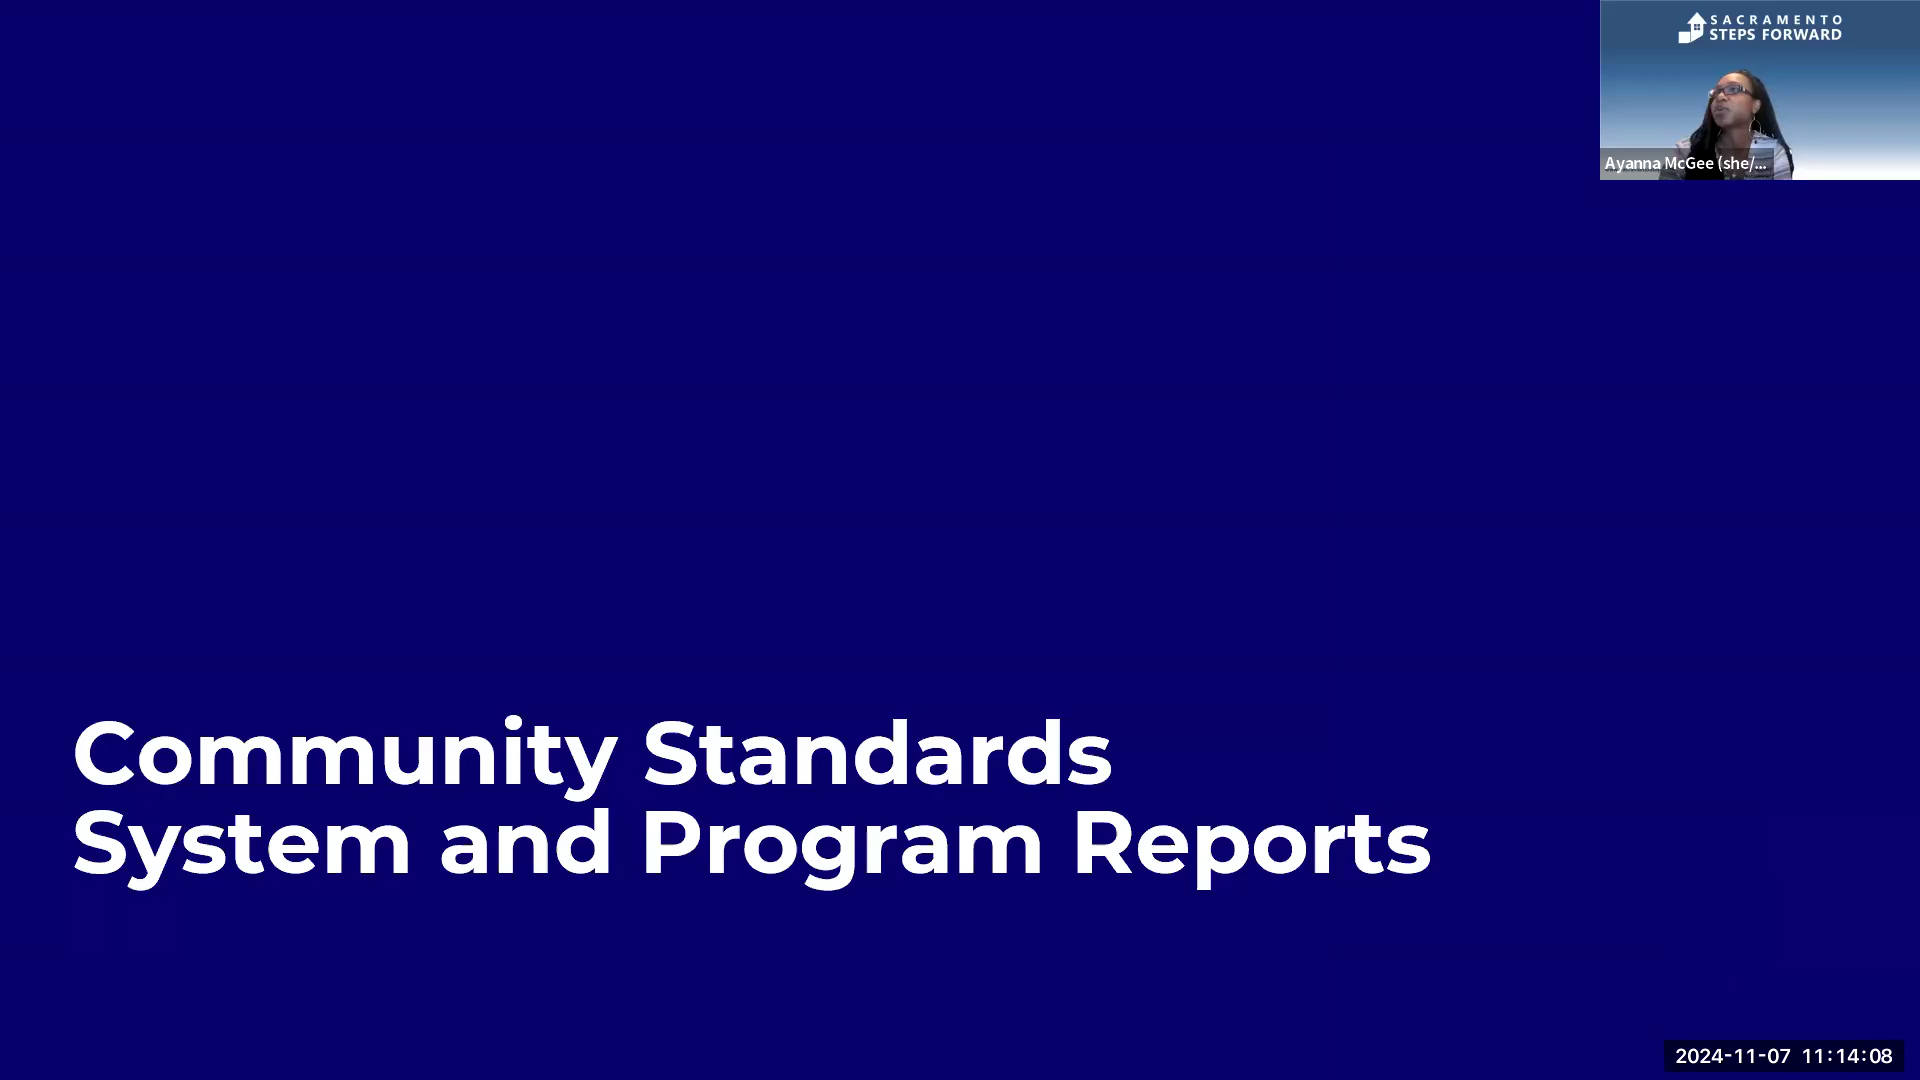 SACRAMENTO
STEPS FORWARD
Ayanna McGee (she/...
Community Standards
System and Program Reports
2024-11-07 11:14:08